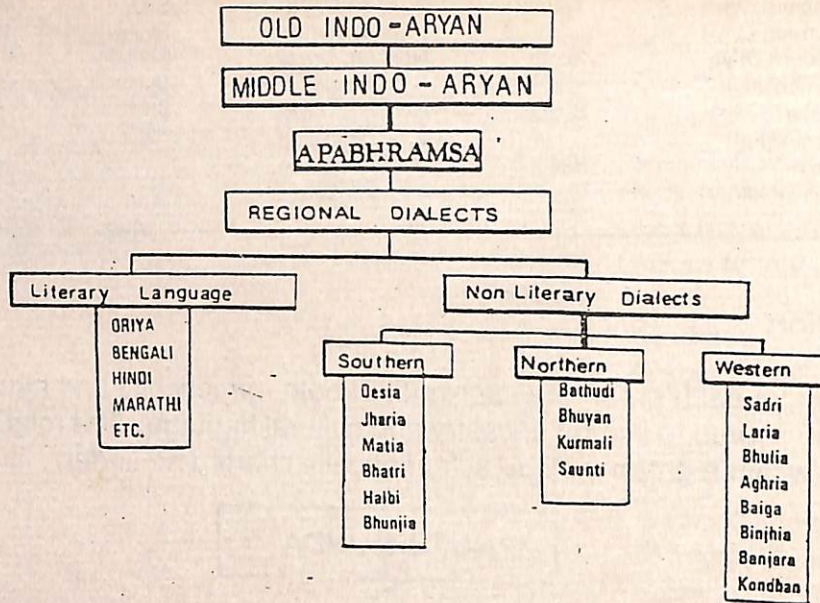 OLD INDO-ARYAN
MIDDLE INDO-ARYAN
APABHRAMSA
REGIONAL DIALECTS
Literary Language
ORIYA
BENGALI
HINDI
MARATHI
ETC.
Non Literary Dialects
Southern
Desia
Jharia
Matia
Bhatri
Halbi
Bhunjia
Northern
Bathudi
Bhuyan
Kurmali
Saunti
Western
Sadri
Laria
Bhulia
Aghria
Baiga
Binjhia
Banjara
Kondban